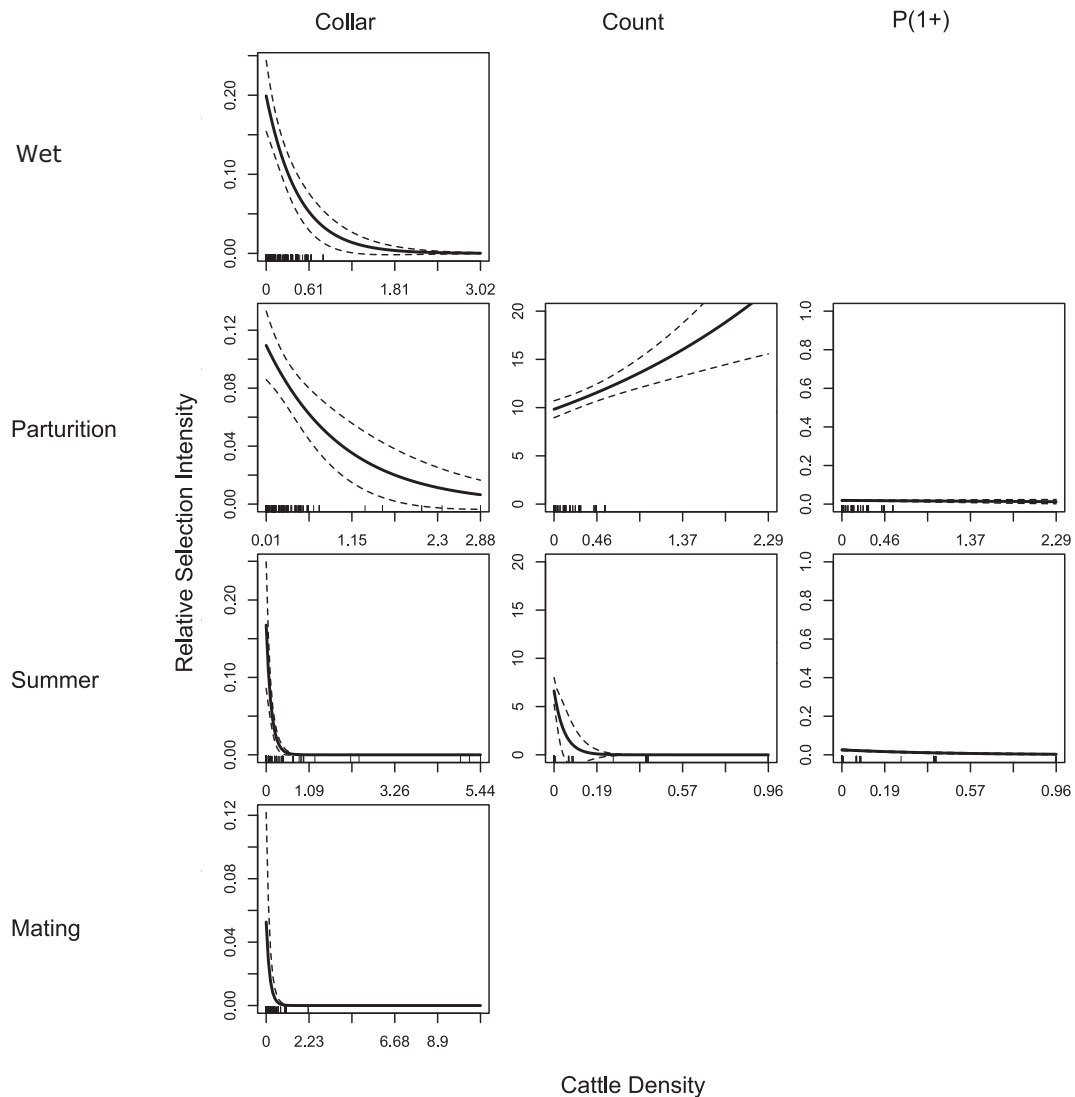 Collar Count P(1+)
Wet
0.00 0.10 0.20
0 0.61 1.81 3.02
Parturition
0.00 0.04 0.08 0.12
0.01 1.15 2.3 2.88
0 5 10 15 20
0 0.46 1.37 2.29
0.0 0.2 0.4 0.6 0.8 1.0
0 0.46 1.37 2.29
Relative Selection Intensity
Summer
0.00 0.10 0.20
0 1.09 3.26 5.44
0 5 10 15 20
0 0.19 0.57 0.96
0.0 0.2 0.4 0.6 0.8 1.0
0 0.19 0.57 0.96
Mating
0.00 0.04 0.08 0.12
0 2.23 6.68 8.9
Cattle Density